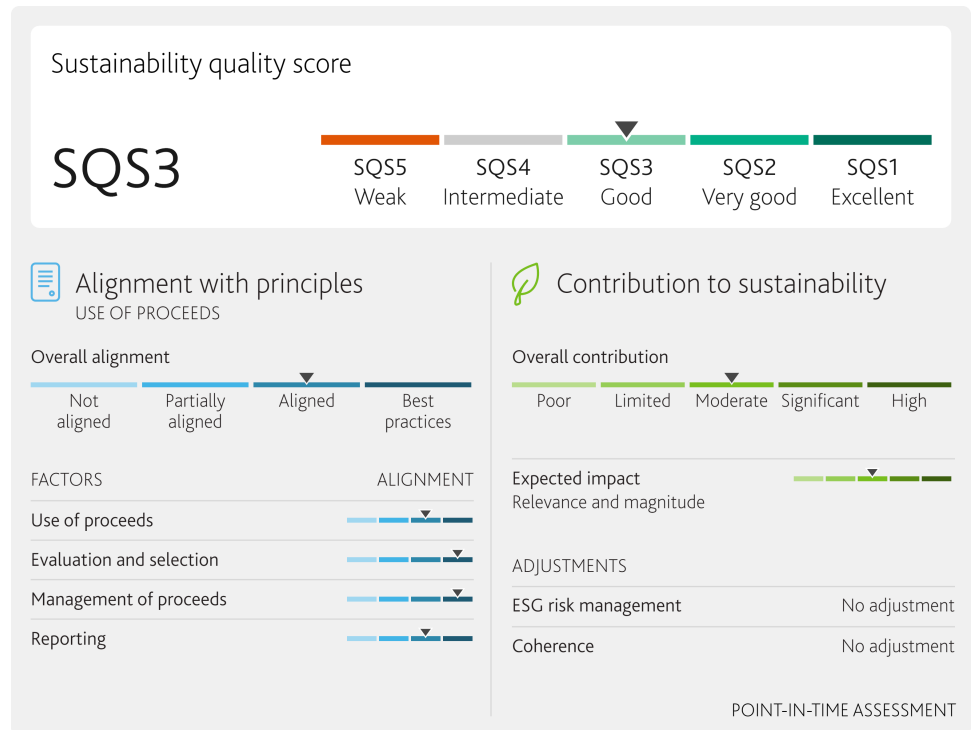 Sustainability quality score
SQS3
SQS5 SQS4 SQS3 SQS2 SQS1
Weak Intermediate Good Very good Excellent
Alignment with principles
USE OF PROCEEDS
Overall alignment
Not aligned
Partially aligned
Aligned
Best practices
FACTORS ALIGNMENT
Use of proceeds
Evaluation and selection
Management of proceeds
Reporting
Contribution to sustainability
Overall contribution
Poor Limited Moderate Significant High
Expected impact
Relevance and magnitude
ADJUSTMENTS
ESG risk management No adjustment
Coherence No adjustment
POINT-IN-TIME ASSESSMENT